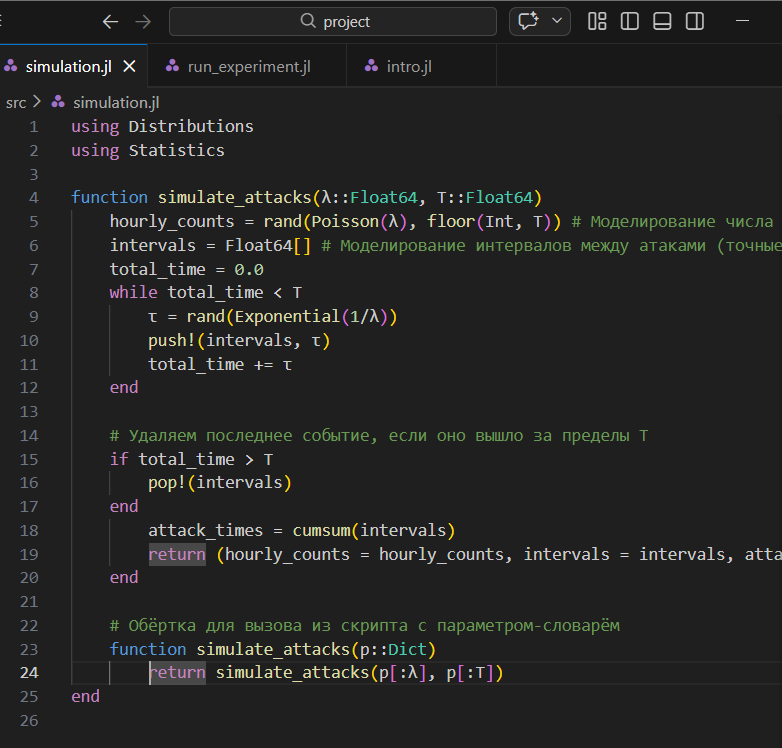 project
simulation.jl
run_experiment.jl
intro.jl
src > simulation.jl
1 using Distributions
2 using Statistics
3
4 function simulate_attacks(λ::Float64, T::Float64)
5 hourly_counts = rand(Poisson(λ), floor(Int, T)) # Моделирование числа
6 intervals = Float64[] # Моделирование интервалов между атаками (точные
7 total_time = 0.0
8 while total_time < T
9 τ = rand(Exponential(1/λ))
10 push!(intervals, τ)
11 total_time += τ
12 end
13
14 # Удаляем последнее событие, если оно вышло за пределы T
15 if total_time > T
16 pop!(intervals)
17 end
18 attack_times = cumsum(intervals)
19 return (hourly_counts = hourly_counts, intervals = intervals, atta
20 end
21
22 # Обёртка для вызова из скрипта с параметром-словарём
23 function simulate_attacks(p::Dict)
24 return simulate_attacks(p[:λ], p[:T])
25 end
26